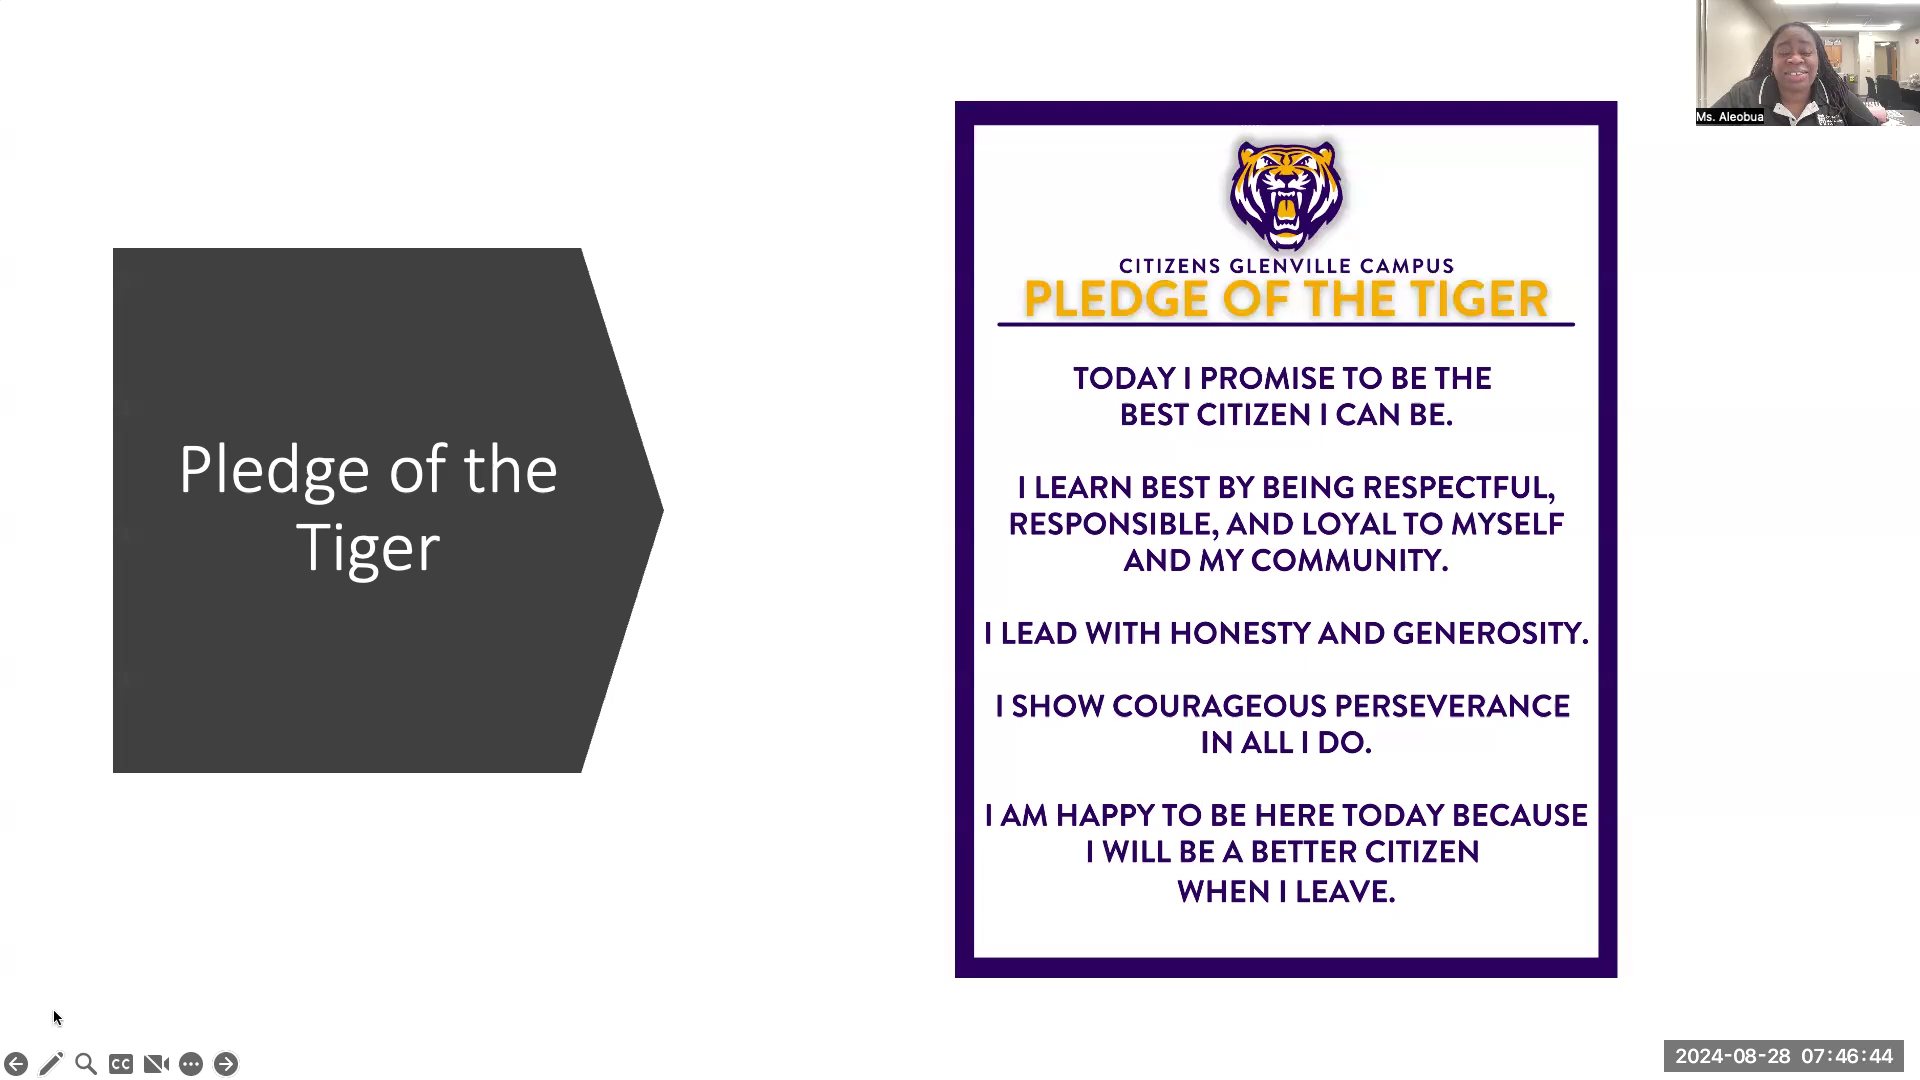 Ms. Aleobua
Pledge of the
Tiger
CITIZENS GLENVILLE CAMPUS
PLEDGE OF THE TIGER
TODAY I PROMISE TO BE THE
BEST CITIZEN I CAN BE.
I LEARN BEST BY BEING RESPECTFUL,
RESPONSIBLE, AND LOYAL TO MYSELF
AND MY COMMUNITY.
I LEAD WITH HONESTY AND GENEROSITY.
I SHOW COURAGEOUS PERSEVERANCE
IN ALL I DO.
I AM HAPPY TO BE HERE TODAY BECAUSE
I WILL BE A BETTER CITIZEN
WHEN I LEAVE.
CC
2024-08-28 07:46:44